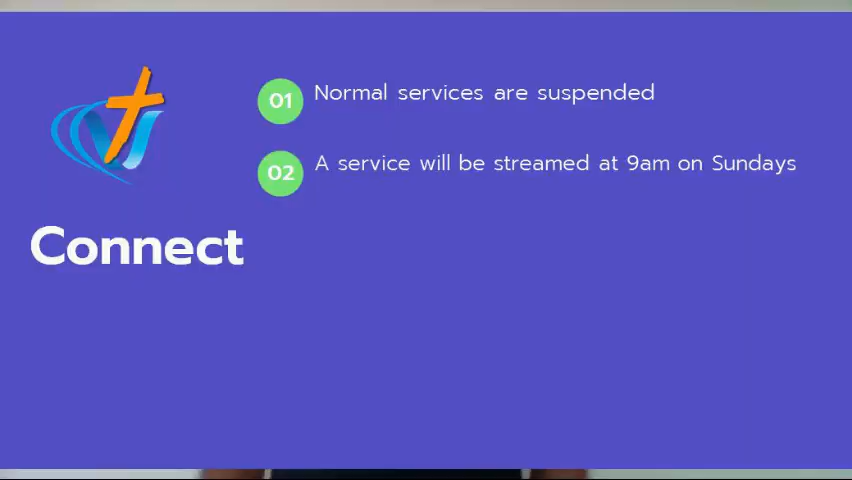 01 Normal services are suspended
02 A service will be streamed at 9am on Sundays
Connect